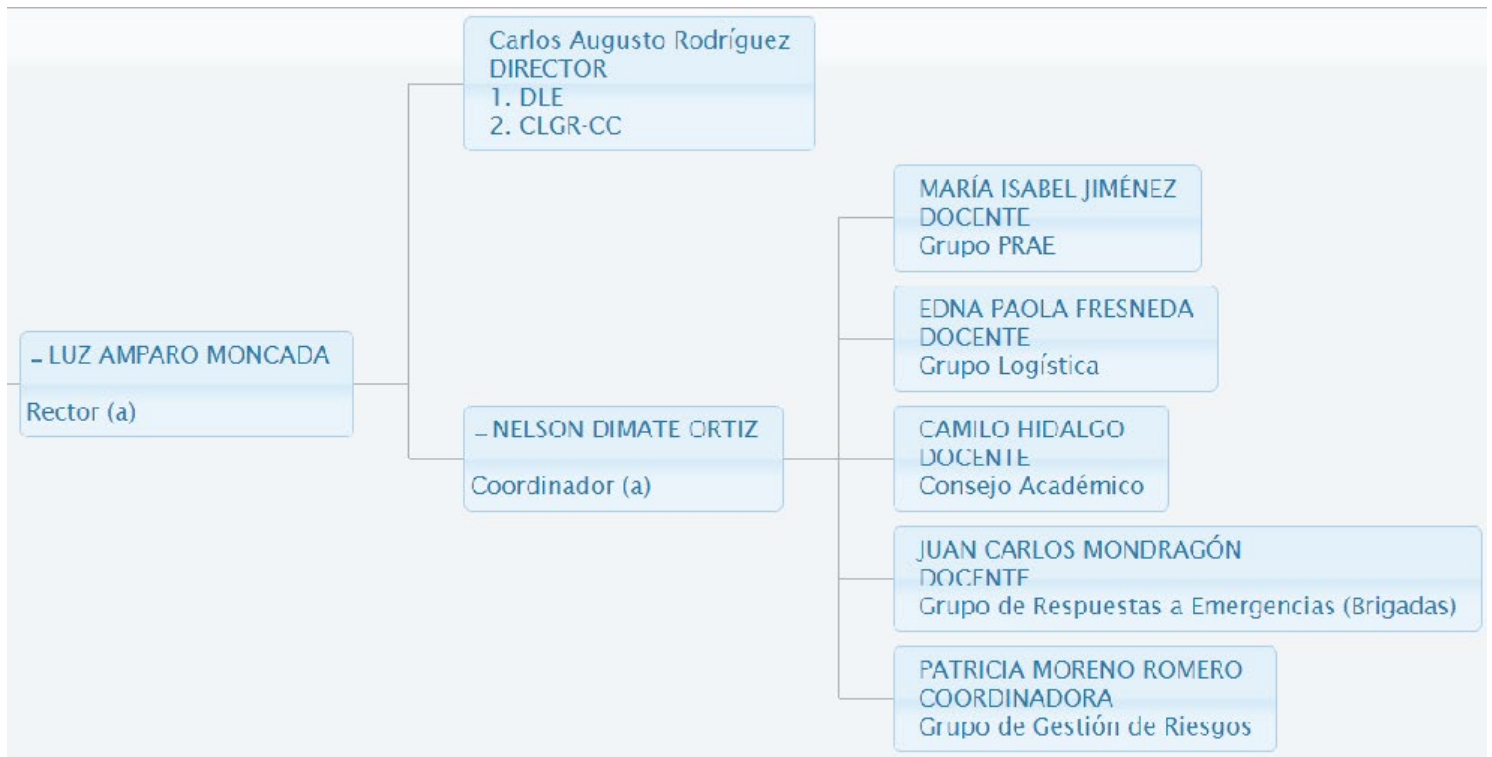 Carlos Augusto Rodríguez
DIRECTOR
1. DLE
2. CLGR-CC
MARÍA ISABEL JIMÉNEZ
DOCENTE
Grupo PRAE
EDNA PAOLA FRESNEDA
DOCENTE
Grupo Logística
– LUZ AMPARO MONCADA
Rector (a)
– NELSON DIMATE ORTIZ
Coordinador (a)
CAMILO HIDALGO
DOCENTE
Consejo Académico
JUAN CARLOS MONDRAGÓN
DOCENTE
Grupo de Respuestas a Emergencias (Brigadas)
PATRICIA MORENO ROMERO
COORDINADORA
Grupo de Gestión de Riesgos